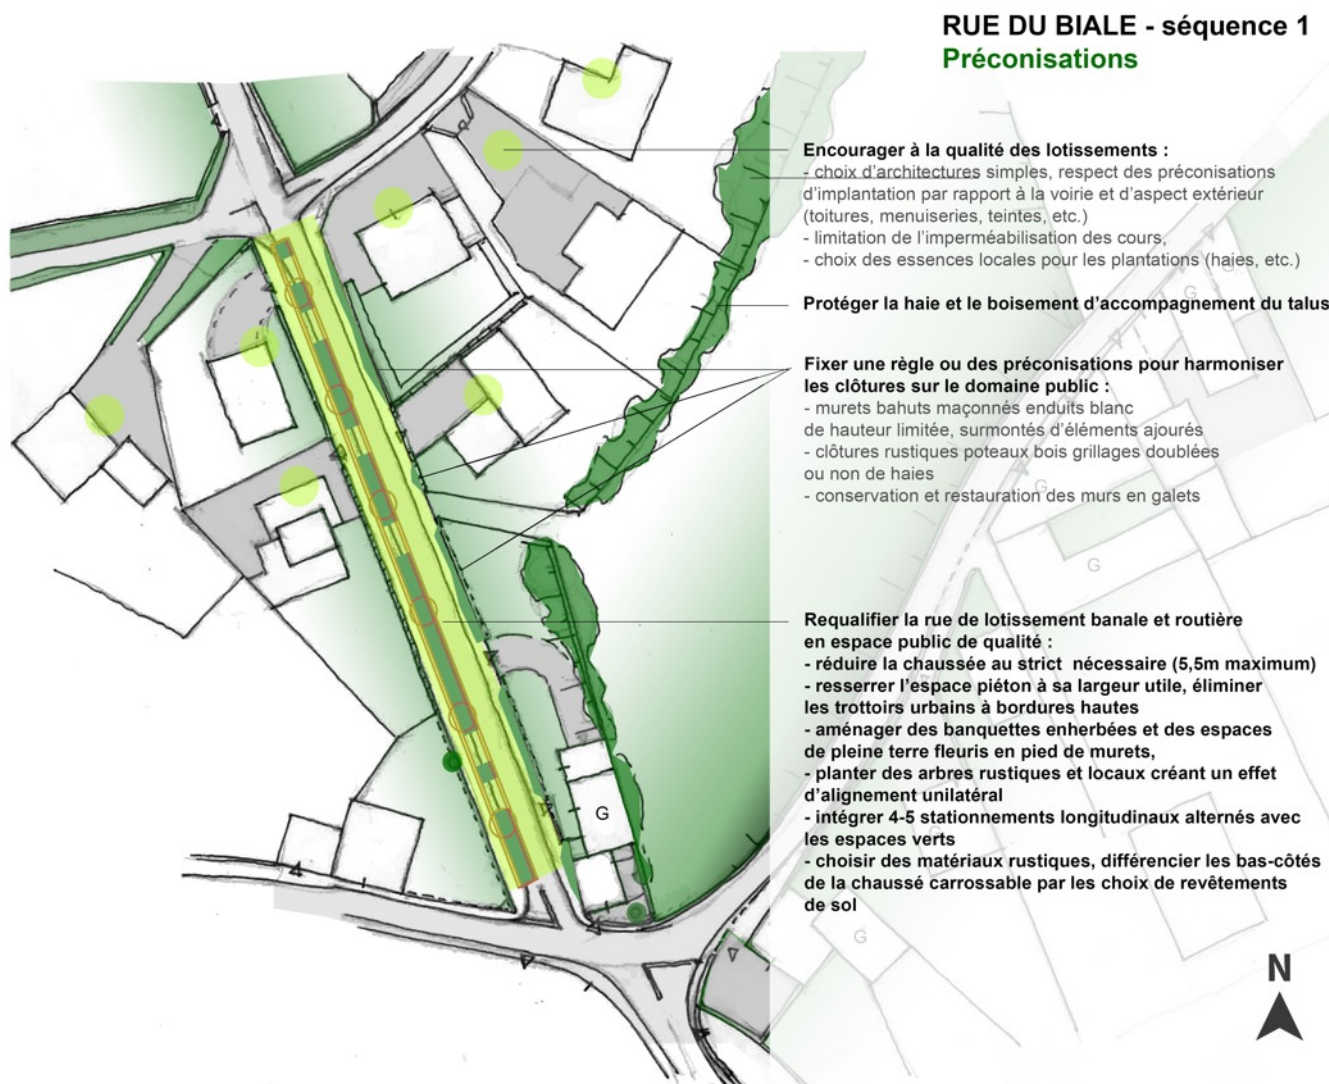 RUE DU BIALE - séquence 1
Préconisations
Encourager à la qualité des lotissements :
- choix d'architectures simples, respect des préconisations
d'implantation par rapport à la voirie et d'aspect extérieur
(toitures, menuiseries, teintes, etc.)
- limitation de l'imperméabilisation des cours,
- choix des essences locales pour les plantations (haies, etc.)
Protéger la haie et le boisement d'accompagnement du talus
Fixer une règle ou des préconisations pour harmoniser
les clôtures sur le domaine public :
- murets bahuts maçonnés enduits blanc
de hauteur limitée, surmontés d'éléments ajourés
- clôtures rustiques poteaux bois grillages doublées
ou non de haies
- conservation et restauration des murs en galets
Requalifier la rue de lotissement banale et routière
en espace public de qualité :
- réduire la chaussée au strict  nécessaire (5,5m maximum)
- resserrer l'espace piéton à sa largeur utile, éliminer
les trottoirs urbains à bordures hautes
- aménager des banquettes enherbées et des espaces
de pleine terre fleuris en pied de murets,
- planter des arbres rustiques et locaux créant un effet
d'alignement unilatéral
- intégrer 4-5 stationnements longitudinaux alternés avec
les espaces verts
- choisir des matériaux rustiques, différencier les bas-côtés
de la chaussé carrossable par les choix de revêtements
de sol
G
G
G
G
G
G
G
N